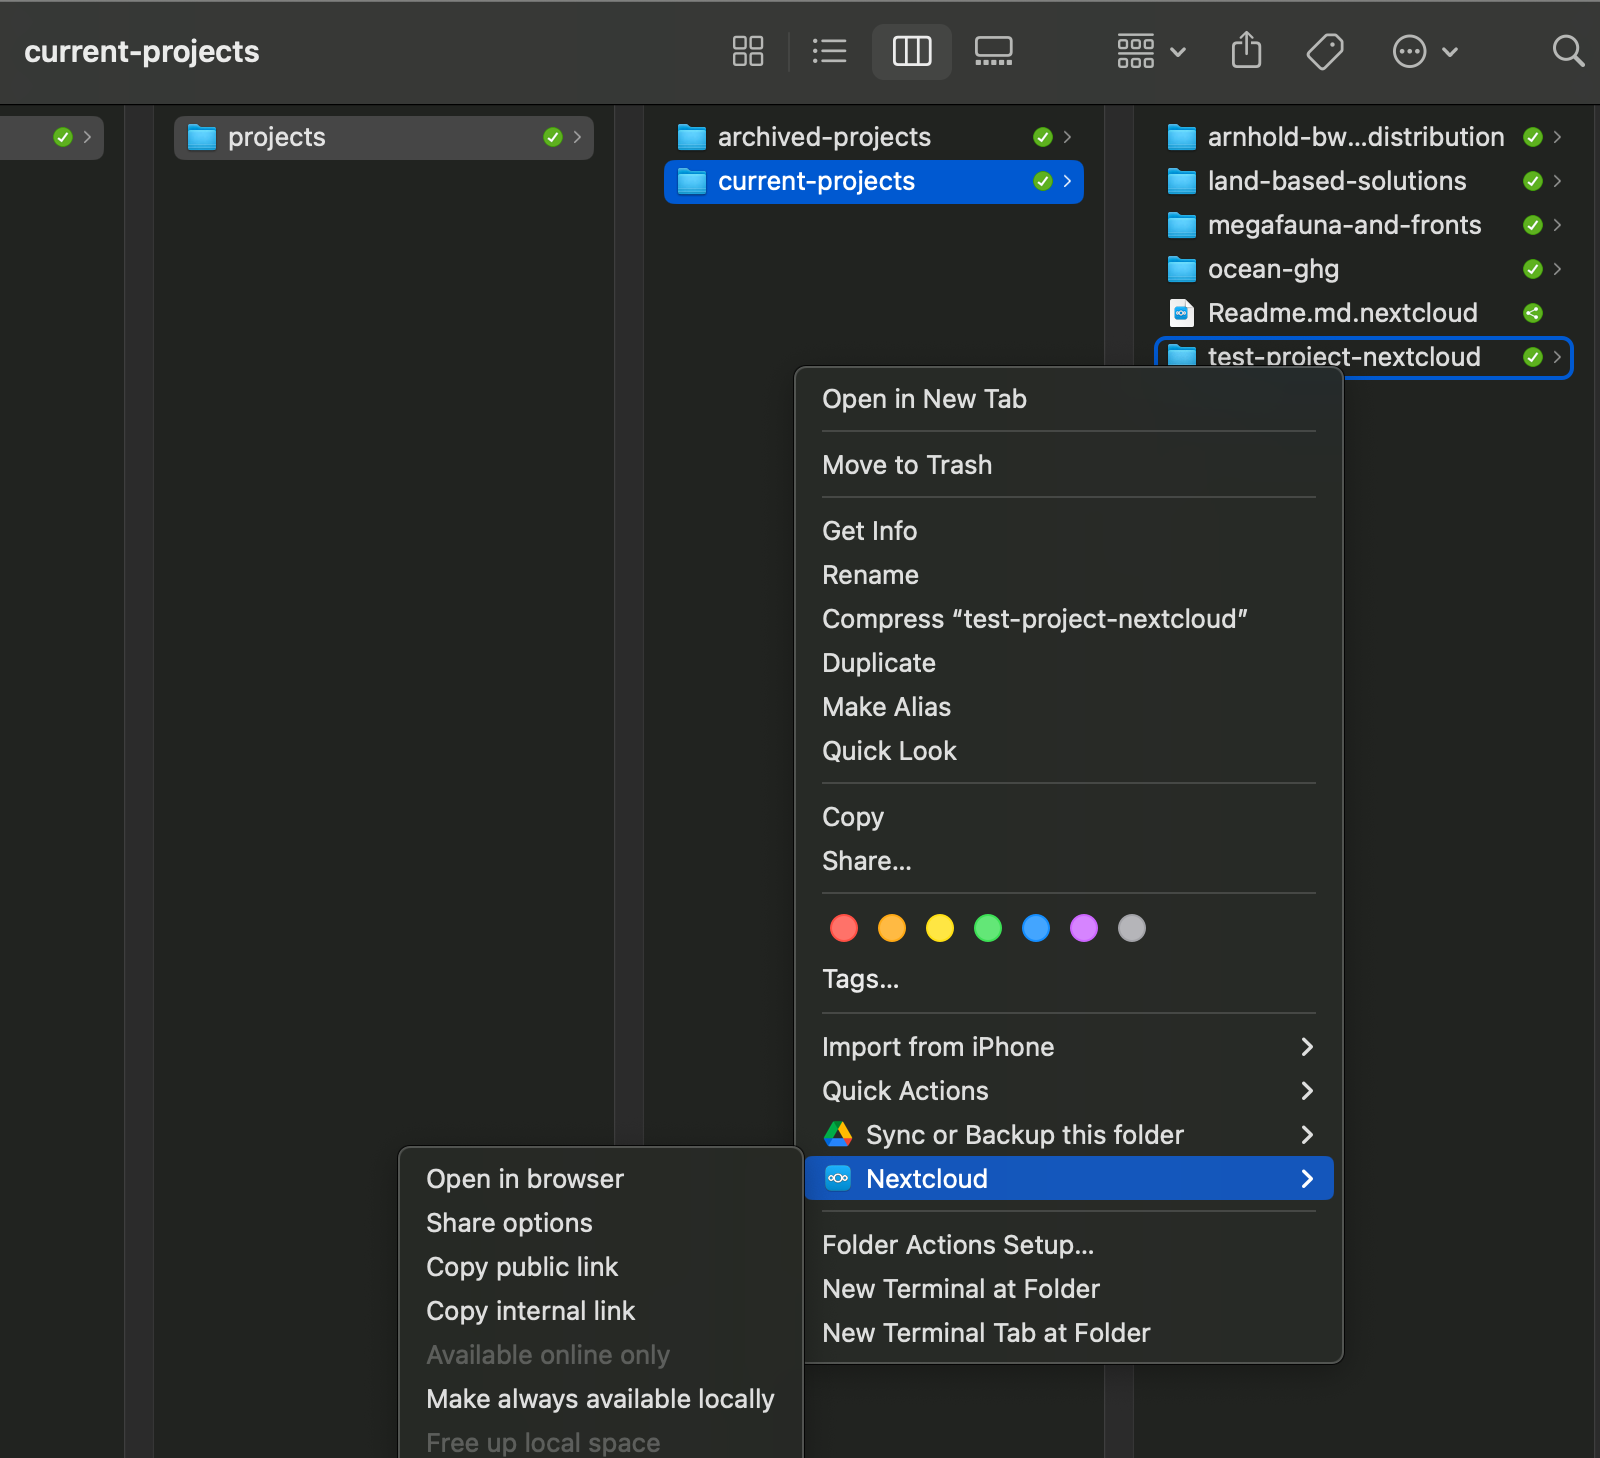 current-projects
projects
archived-projects
current-projects
arnhold-bw...distribution
land-based-solutions
megafauna-and-fronts
ocean-ghg
Readme.md.nextcloud
test-project-nextcloud
Open in New Tab
Move to Trash
Get Info
Rename
Compress “test-project-nextcloud”
Duplicate
Make Alias
Quick Look
Copy
Share...
Tags...
Import from iPhone
Quick Actions
Sync or Backup this folder
Nextcloud
Folder Actions Setup...
New Terminal at Folder
New Terminal Tab at Folder
Open in browser
Share options
Copy public link
Copy internal link
Available online only
Make always available locally
Free up local space